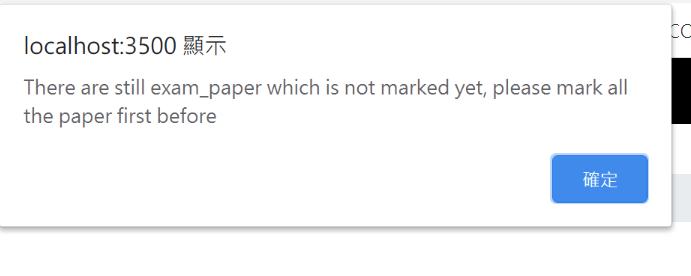 localhost:3500 顯示
There are still exam_paper which is not marked yet, please mark all
the paper first before
確定